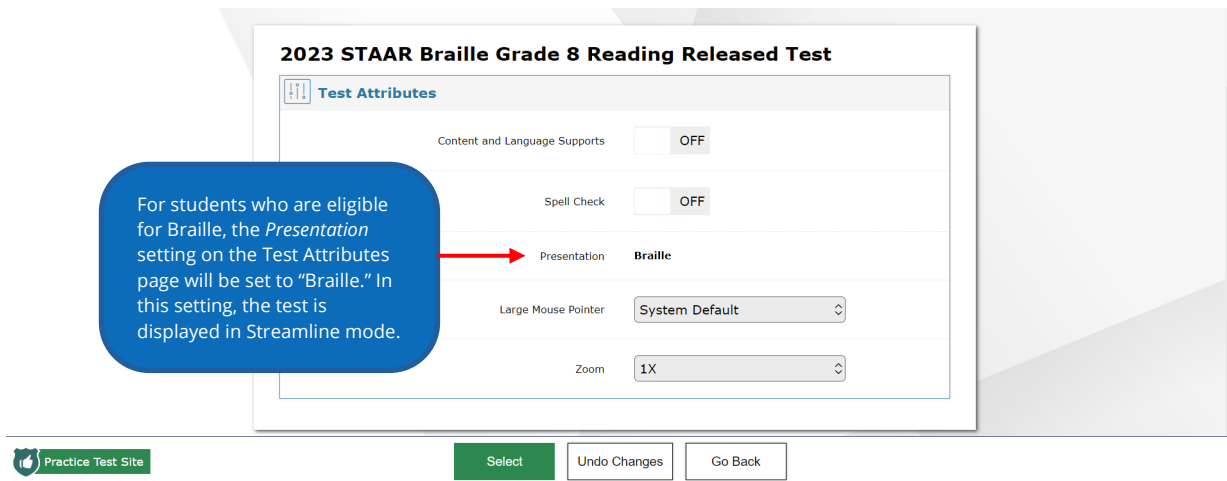 2023 STAAR Braille Grade 8 Reading Released Test
Test Attributes
Content and Language Supports OFF
Spell Check OFF
For students who are eligible
for Braille, the Presentation
setting on the Test Attributes
page will be set to “Braille.” In
this setting, the test is
displayed in Streamline mode.
Presentation Braille
Large Mouse Pointer System Default
Zoom 1X
Practice Test Site
Select Undo Changes Go Back